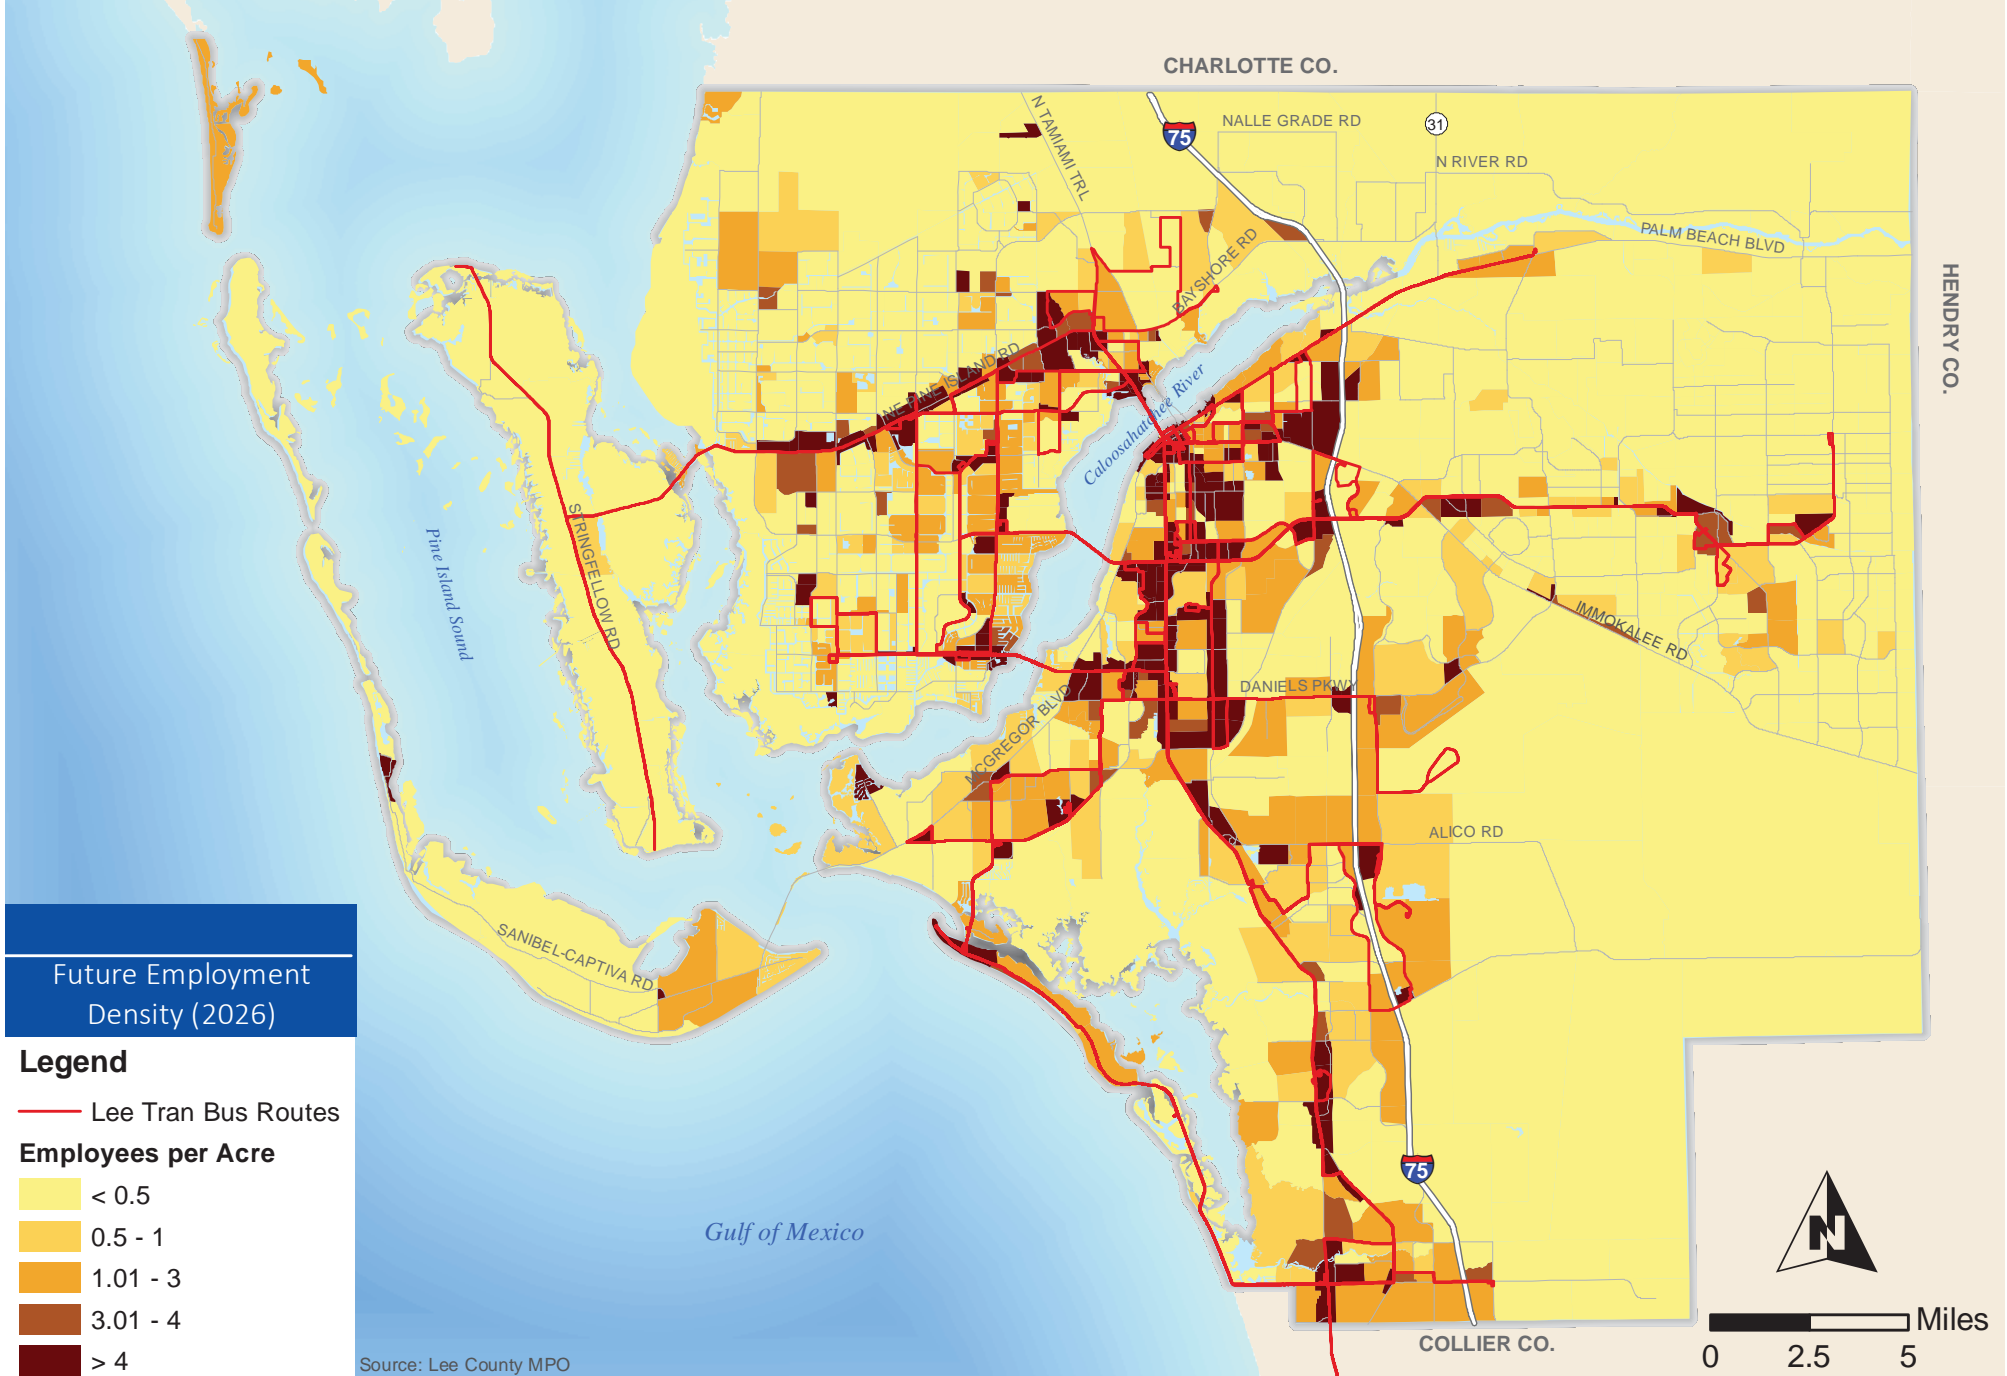 CHARLOTTE CO.
N TAMIAMI TRL
75
NALLE GRADE RD
31
N RIVER RD
PALM BEACH BLVD
BAYSHORE RD
HENDRY CO.
NE PINE ISLAND RD
Caloosahatchee River
STRINGFELLOW RD
Pine Island Sound
IMMOKALEE RD
DANIELS PKWY
MCGREGOR BLVD
ALICO RD
SANIBEL-CAPTIVA RD
Future Employment
Density (2026)
Legend
Lee Tran Bus Routes
Employees per Acre
< 0.5
0.5 - 1
1.01 - 3
3.01 - 4
> 4
75
Gulf of Mexico
N
Miles
0 2.5 5
COLLIER CO.
Source: Lee County MPO